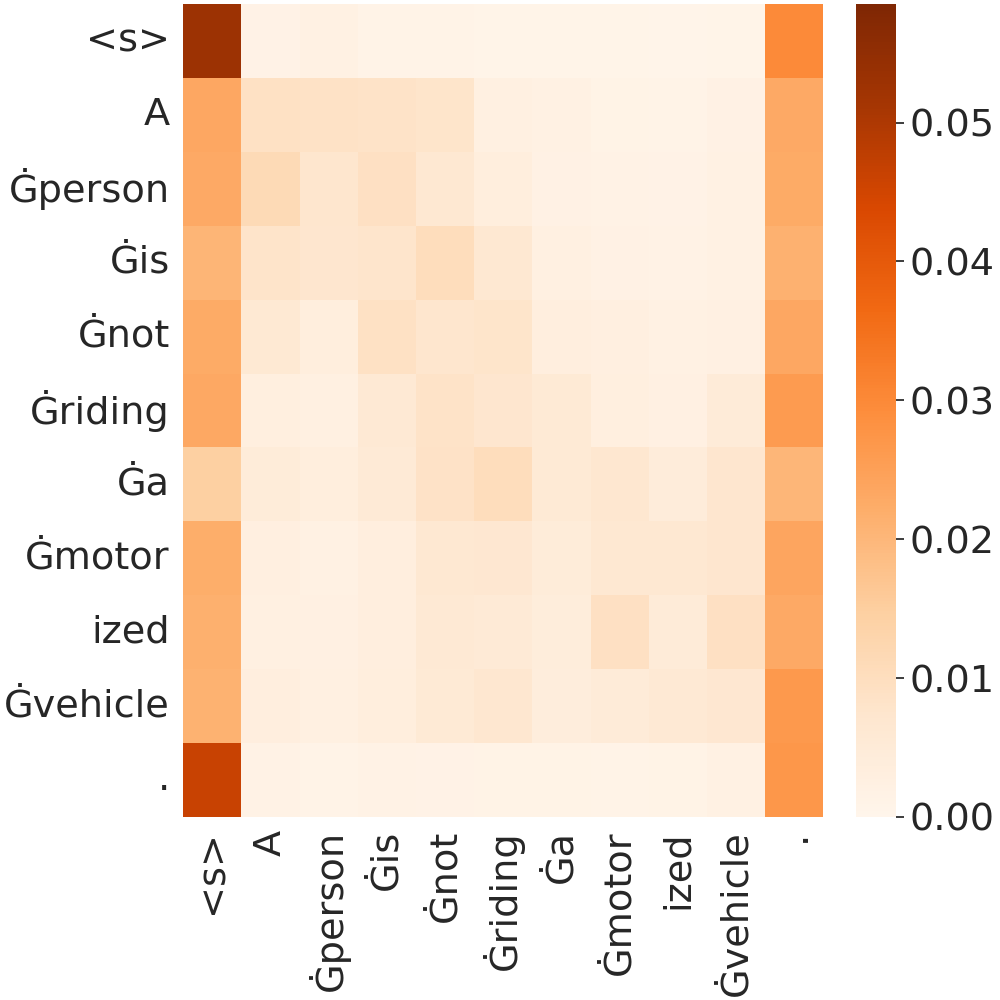 <s>
A
Ġperson
Ġis
Ġnot
Ġriding
Ġa
Ġmotor
ized
Ġvehicle
.
<s>
A
Ġperson
Ġis
Ġnot
Ġriding
Ġa
Ġmotor
ized
Ġvehicle
.
0.05
0.04
0.03
0.02
0.01
0.00